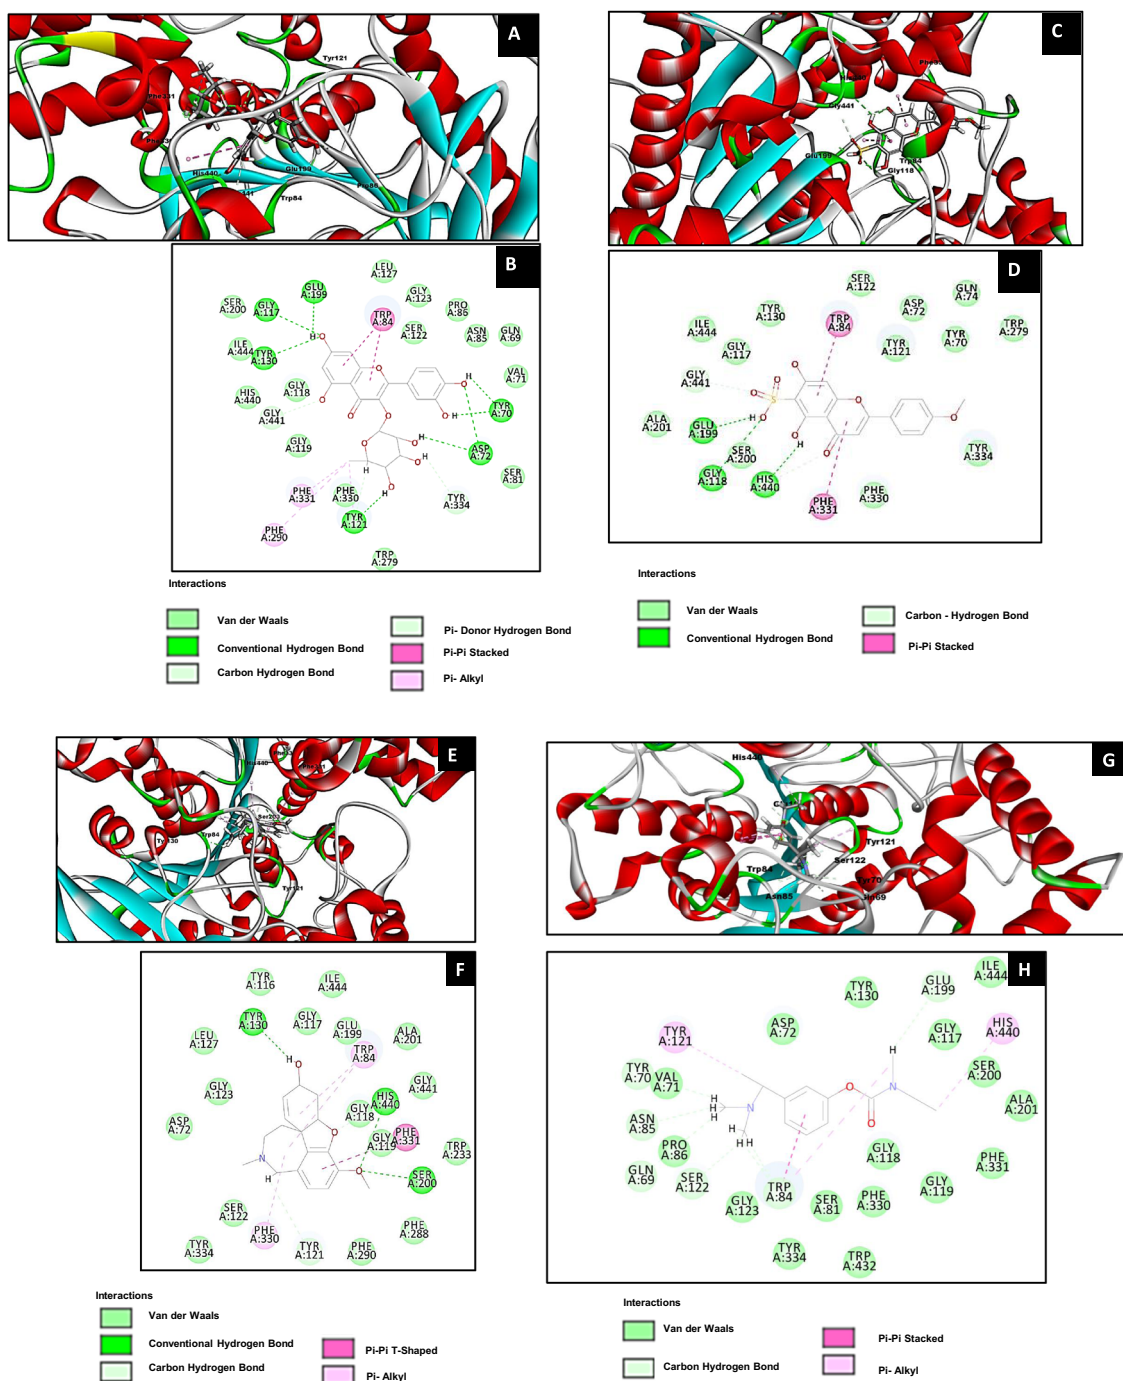 A
Tyr121
Phe331
His440
Glu199
Pro86
Trp84
C
Gly441
Glu199
Trp84
Gly118
B
LEU
A:127
GLU
A:199
GLY
A:123
SER
A:200
GLY
A:117
PRO
A:86
TRP
A:84
SER
A:122
ASN
A:85
GLN
A:69
ILE
A:444
TYR
A:130
VAL
A:71
HIS
A:440
GLY
A:118
GLY
A:441
TYR
A:70
GLY
A:119
ASP
A:72
SER
A:81
PHE
A:331
PHE
A:330
TYR
A:334
TYR
A:121
PHE
A:290
TRP
A:279
H
O
O
O
O
O
H
O
H
O
O
O
H
O
O
H
Interactions
Van der Waals
Conventional Hydrogen Bond
Carbon Hydrogen Bond
Pi- Donor Hydrogen Bond
Pi-Pi Stacked
Pi- Alkyl
D
SER
A:122
GLN
A:74
ASP
A:72
TYR
A:130
TRP
A:84
ILE
A:444
TYR
A:121
TYR
A:70
TRP
A:279
GLY
A:117
GLY
A:441
ALA
A:201
GLU
A:199
SER
A:200
TYR
A:334
GLY
A:118
HIS
A:440
PHE
A:331
PHE
A:330
O
O
O
S
H
O
O
H
O
O
O
Interactions
Van der Waals
Conventional Hydrogen Bond
Carbon - Hydrogen Bond
Pi-Pi Stacked
E
His440
Trp84
Tyr121
G
His440
Tyr121
Ser122
Trp84
Tyr70
Asn85
F
TYR
A:116
ILE
A:444
TYR
A:130
GLY
A:117
GLU
A:199
ALA
A:201
LEU
A:127
TRP
A:84
GLY
A:123
GLY
A:441
HIS
A:440
GLY
A:118
ASP
A:72
PHE
A:331
GLY
A:119
TRP
A:233
SER
A:200
SER
A:122
PHE
A:330
PHE
A:288
TYR
A:334
TYR
A:121
PHE
A:290
H
O
O
O
N
H
Interactions
Van der Waals
Conventional Hydrogen Bond
Carbon Hydrogen Bond
Pi-Pi T-Shaped
Pi- Alkyl
H
ILE
A:444
GLU
A:199
TYR
A:130
ASP
A:72
TYR
A:121
GLY
A:117
HIS
A:440
TYR
A:70
VAL
A:71
SER
A:200
ALA
A:201
ASN
A:85
PRO
A:86
GLN
A:69
SER
A:122
GLY
A:118
PHE
A:331
GLY
A:123
TRP
A:84
SER
A:81
PHE
A:330
GLY
A:119
TYR
A:334
TRP
A:432
H
H
H
N
H
H
O
O
N
H
Interactions
Van der Waals
Carbon Hydrogen Bond
Pi-Pi Stacked
Pi- Alkyl